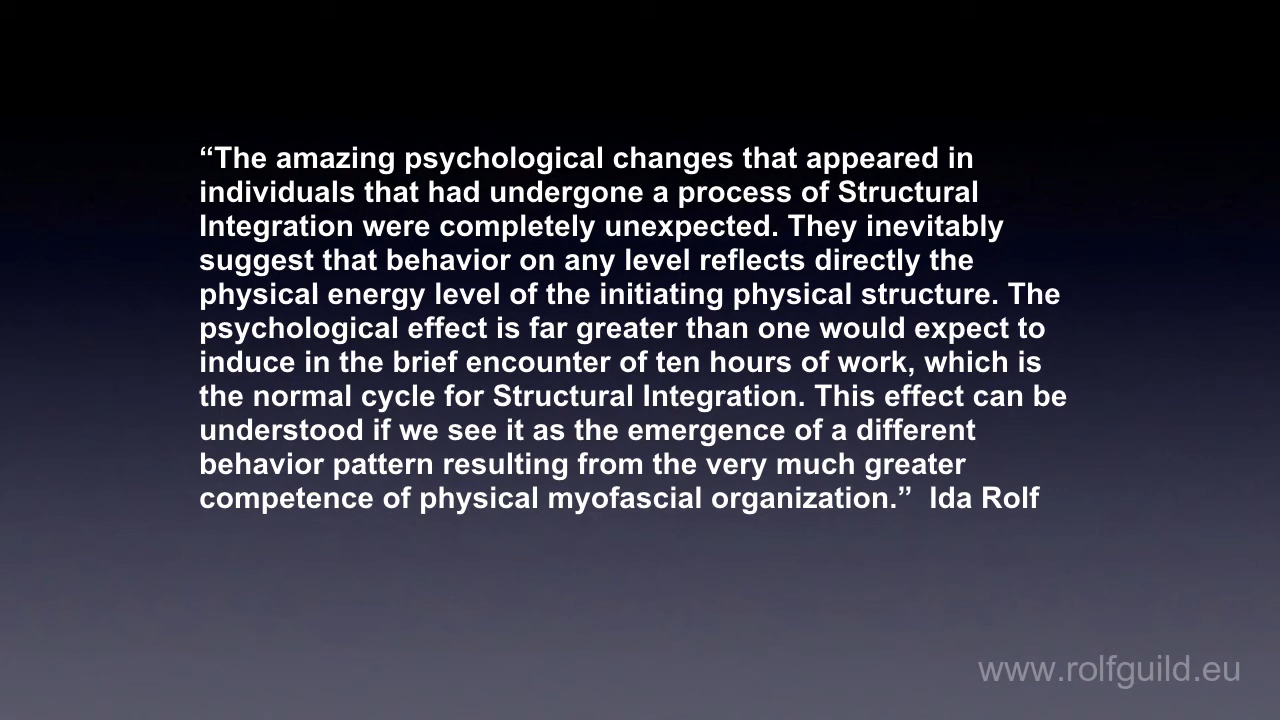 “The amazing psychological changes that appeared in
individuals that had undergone a process of Structural
Integration were completely unexpected. They inevitably
suggest that behavior on any level reflects directly the
physical energy level of the initiating physical structure. The
psychological effect is far greater than one would expect to
induce in the brief encounter of ten hours of work, which is
the normal cycle for Structural Integration. This effect can be
understood if we see it as the emergence of a different
behavior pattern resulting from the very much greater
competence of physical myofascial organization.”  Ida Rolf
www.rolfguild.eu